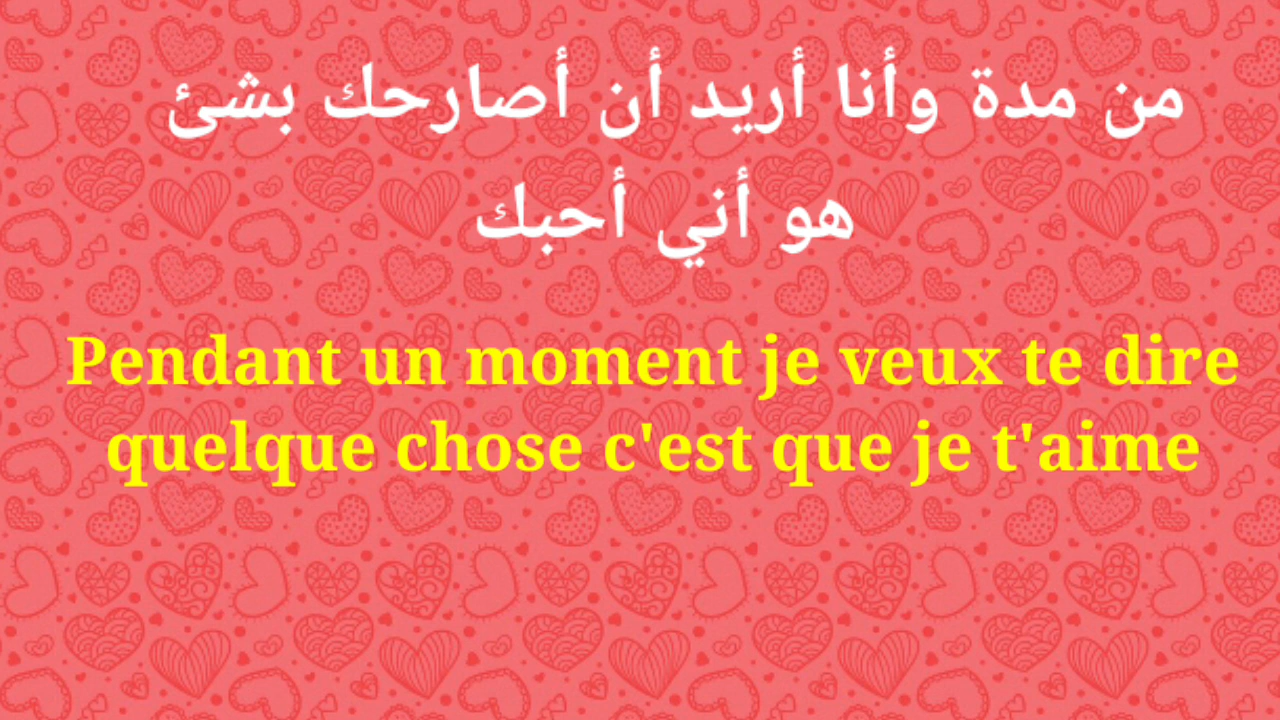 من مدة وأنا أريد أن أصارحك بشئ
هو أني أحبك
Pendant un moment je veux te dire
quelque chose c'est que je t'aime